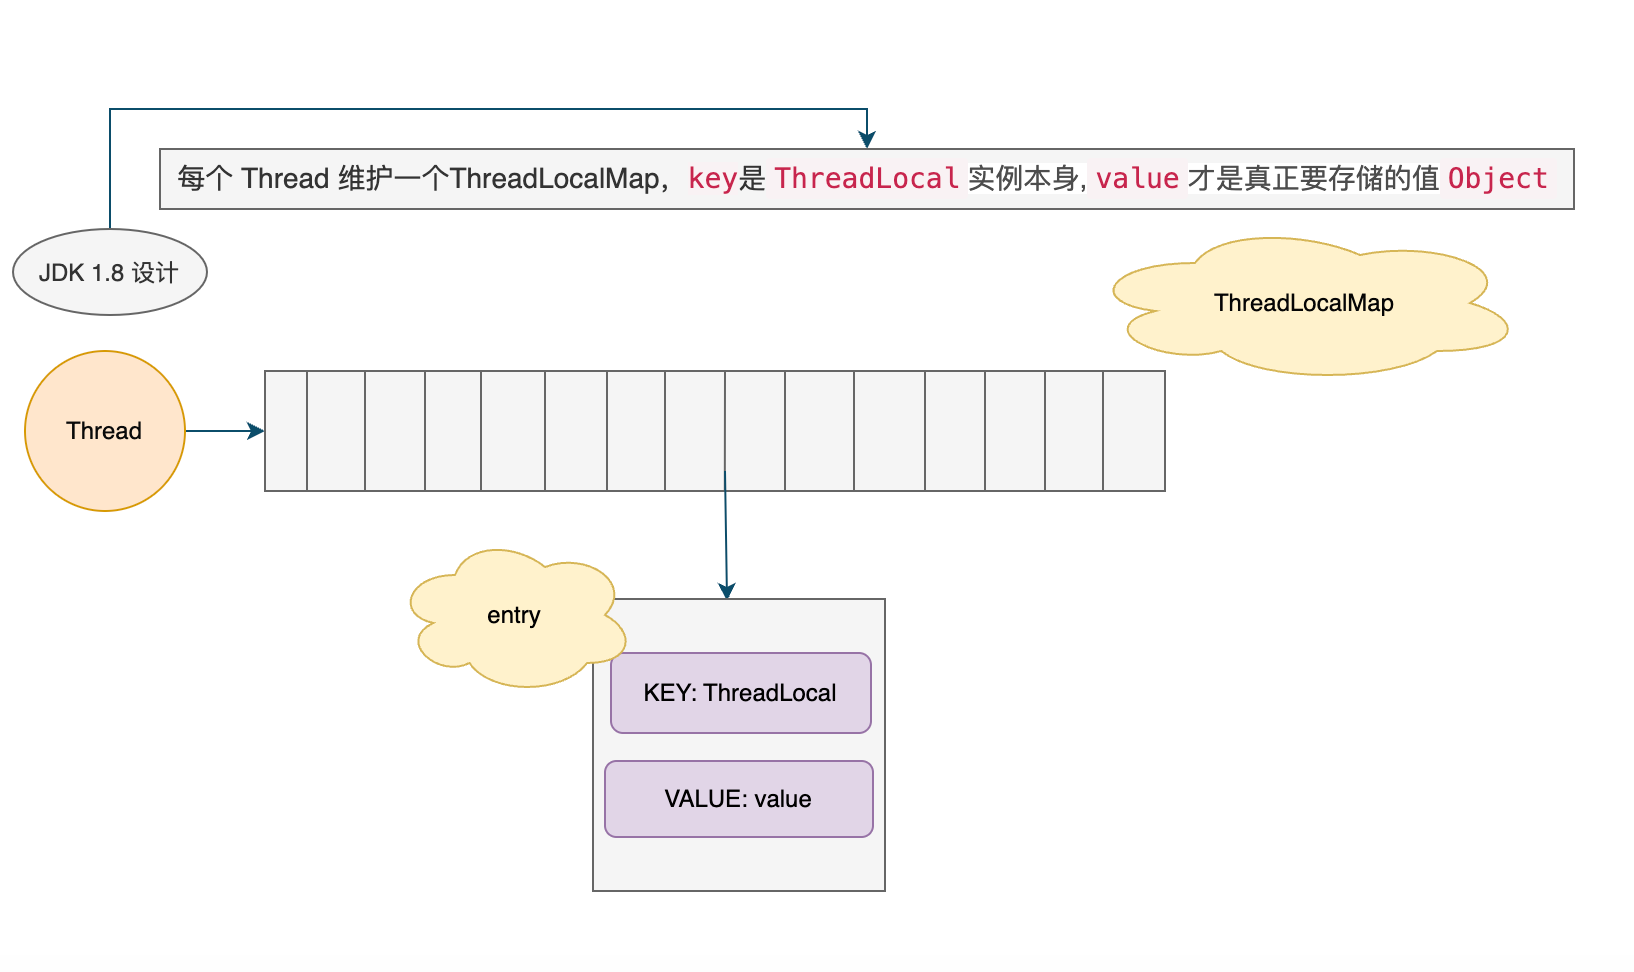 每个 Thread 维护一个ThreadLocalMap，key是 ThreadLocal 实例本身, value 才是真正要存储的值 Object
JDK 1.8 设计
ThreadLocalMap
Thread
entry
KEY: ThreadLocal
VALUE: value